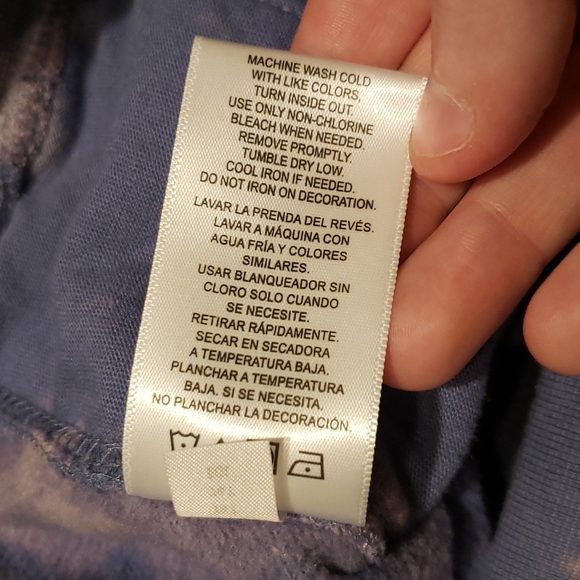 MACHINE WASH COLD
WITH LIKE COLORS,
TURN INSIDE OUT.
USE ONLY NON-CHLORINE
BLEACH WHEN NEEDED.
REMOVE PROMPTLY.
TUMBLE DRY LOW.
COOL IRON IF NEEDED.
DO NOT IRON ON DECORATION.
LAVAR LA PRENDA DEL REVÉS.
LAVAR A MÁQUINA CON
AGUA FRÍA Y COLORES
SIMILARES.
USAR BLANQUEADOR SIN
CLORO SOLO CUANDO
SE NECESITE.
RETIRAR RÁPIDAMENTE.
SECAR EN SECADORA
A TEMPERATURA BAJA.
PLANCHAR A TEMPERATURA
BAJA. SI SE NECESITA.
NO PLANCHAR LA DECORACIÓN.